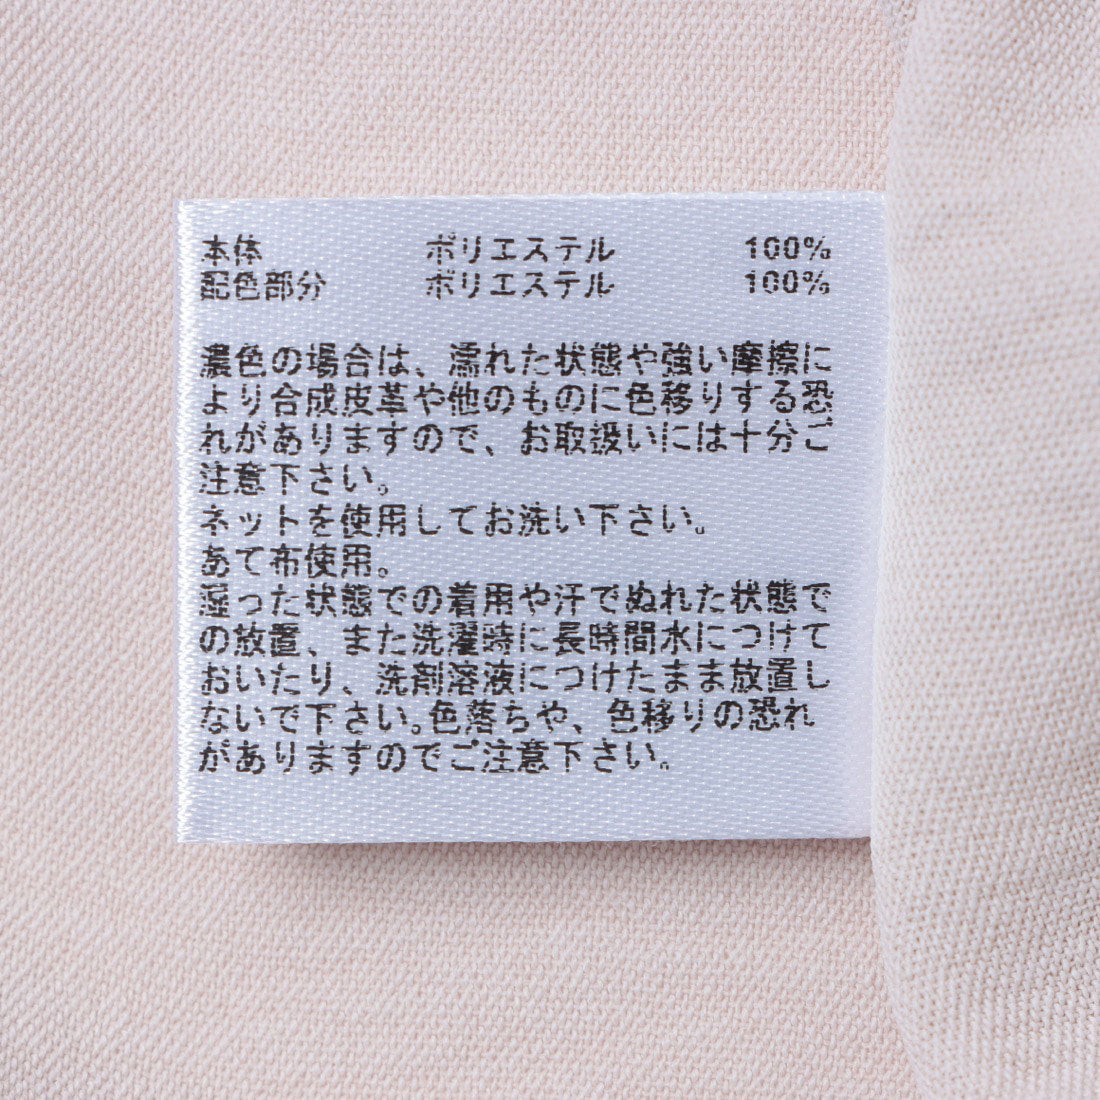 本体 ポリエステル 100%
配色部分 ポリエステル 100%
濃色の場合は、濡れた状態や強い摩擦に
より合成皮革や他のものに色移りする恐
れがありますので、お取扱いには十分ご
注意下さい。
ネットを使用してお洗い下さい。
あて布使用。
湿った状態での着用や汗でぬれた状態で
の放置、また洗濯時に長時間水につけて
おいたり、洗剤溶液につけたまま放置し
ないで下さい。色落ちや、色移りの恐れ
がありますのでご注意下さい。